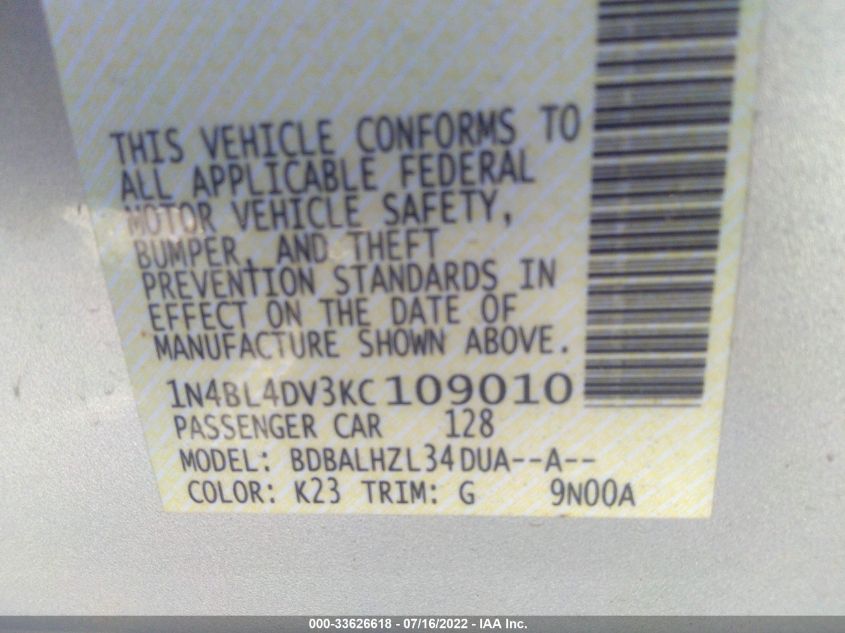 THIS VEHICLE CONFORMS TO
ALL APPLICABLE FEDERAL
MOTOR VEHICLE SAFETY,
BUMPER, AND THEFT
PREVENTION STANDARDS IN
EFFECT ON THE DATE OF
MANUFACTURE SHOWN ABOVE.
1N4BL4DV3KC109010
PASSENGER CAR 128
MODEL: BDBALHZL34DUA--A--
COLOR: K23 TRIM: G 9N00A
000-33626618 - 07/16/2022 - IAA Inc.